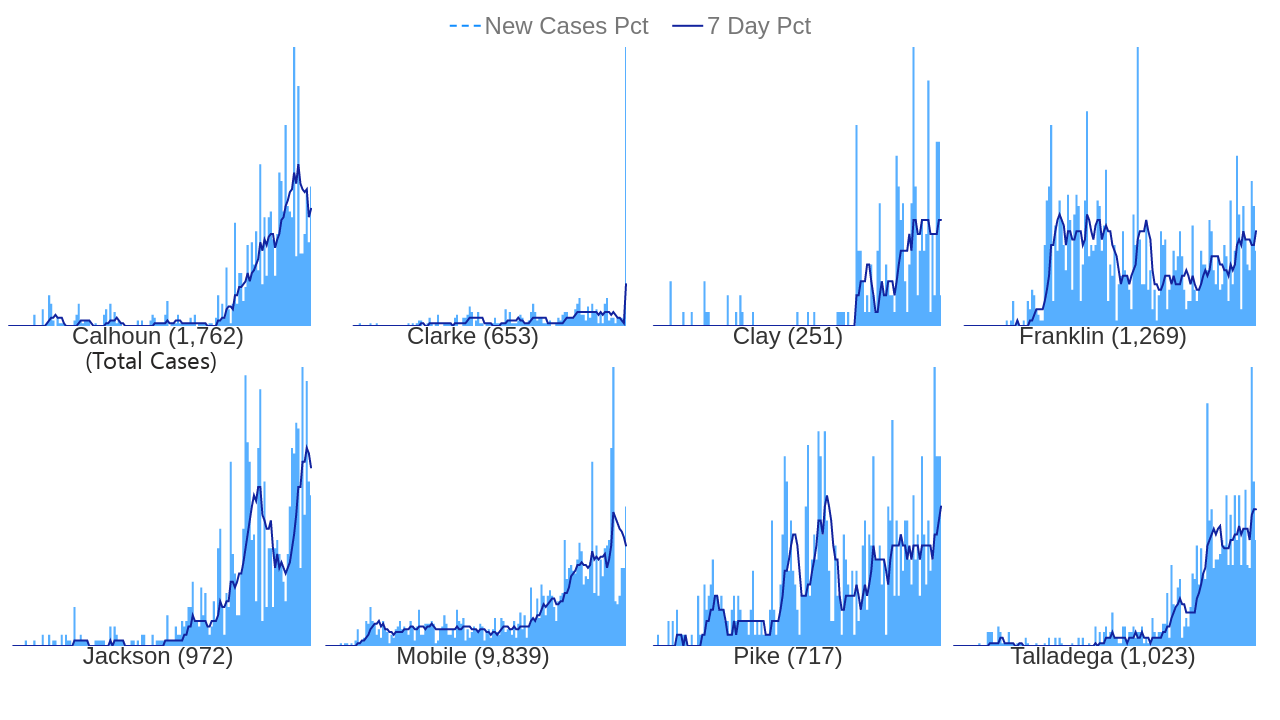 New Cases Pct 7 Day Pct
Calhoun (1,762) Clarke (653) Clay (251) Franklin (1,269)
(Total Cases)
Jackson (972) Mobile (9,839) Pike (717) Talladega (1,023)